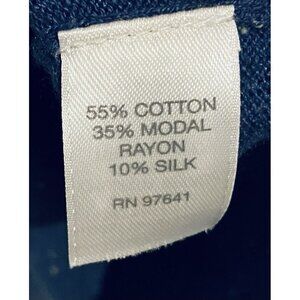 55% COTTON
35% MODAL
RAYON
10% SILK
RN 97641